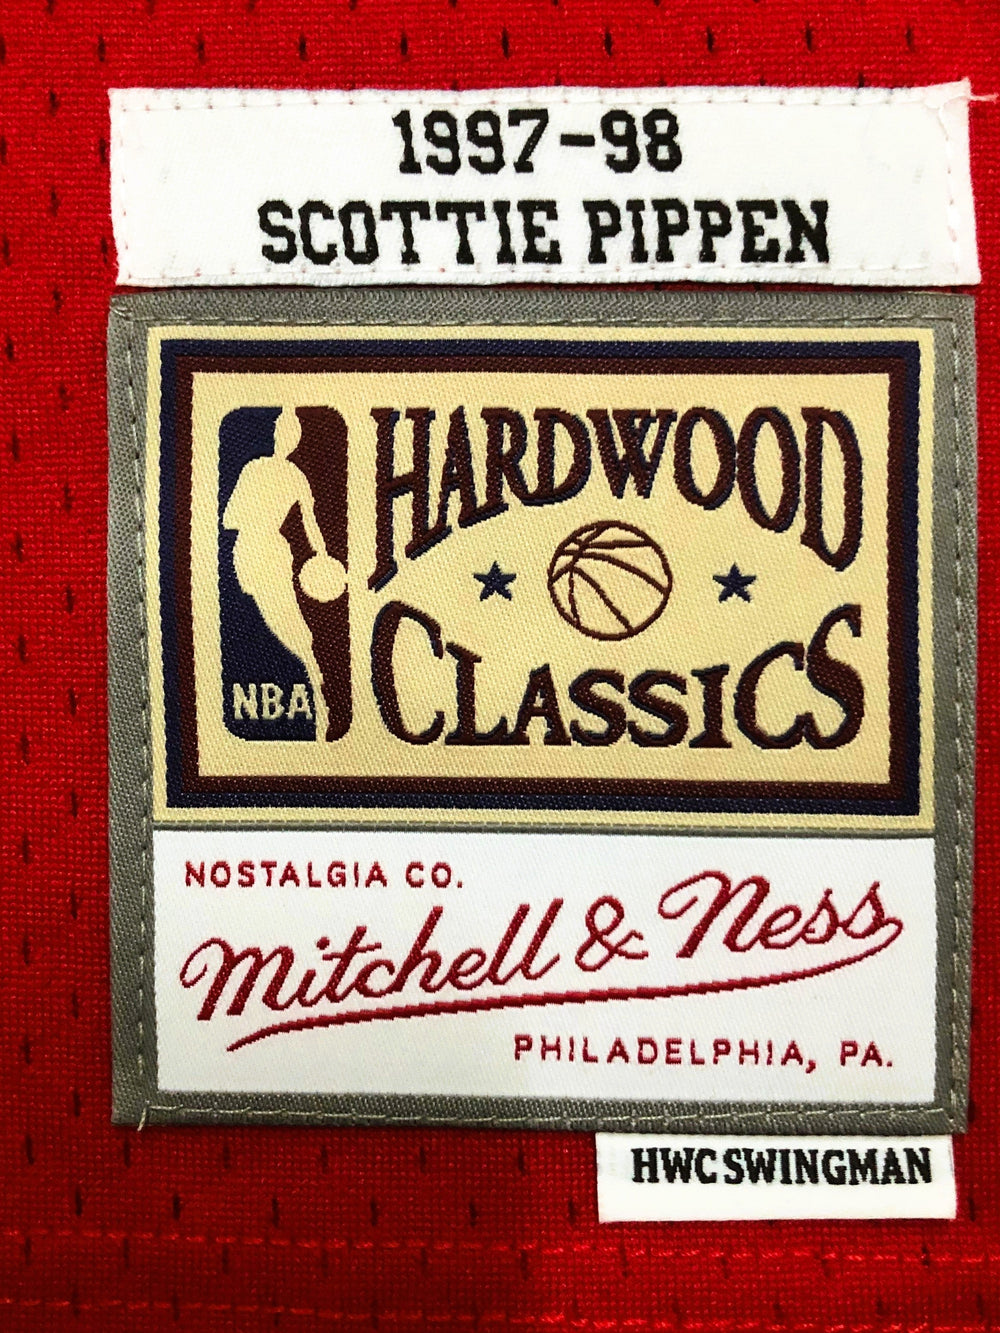 1997-98
SCOTTIE PIPPEN
HARDWOOD
CLASSICS
NBA
NOSTALGIA CO.
Mitchell & Ness
PHILADELPHIA, PA.
HWC SWINGMAN